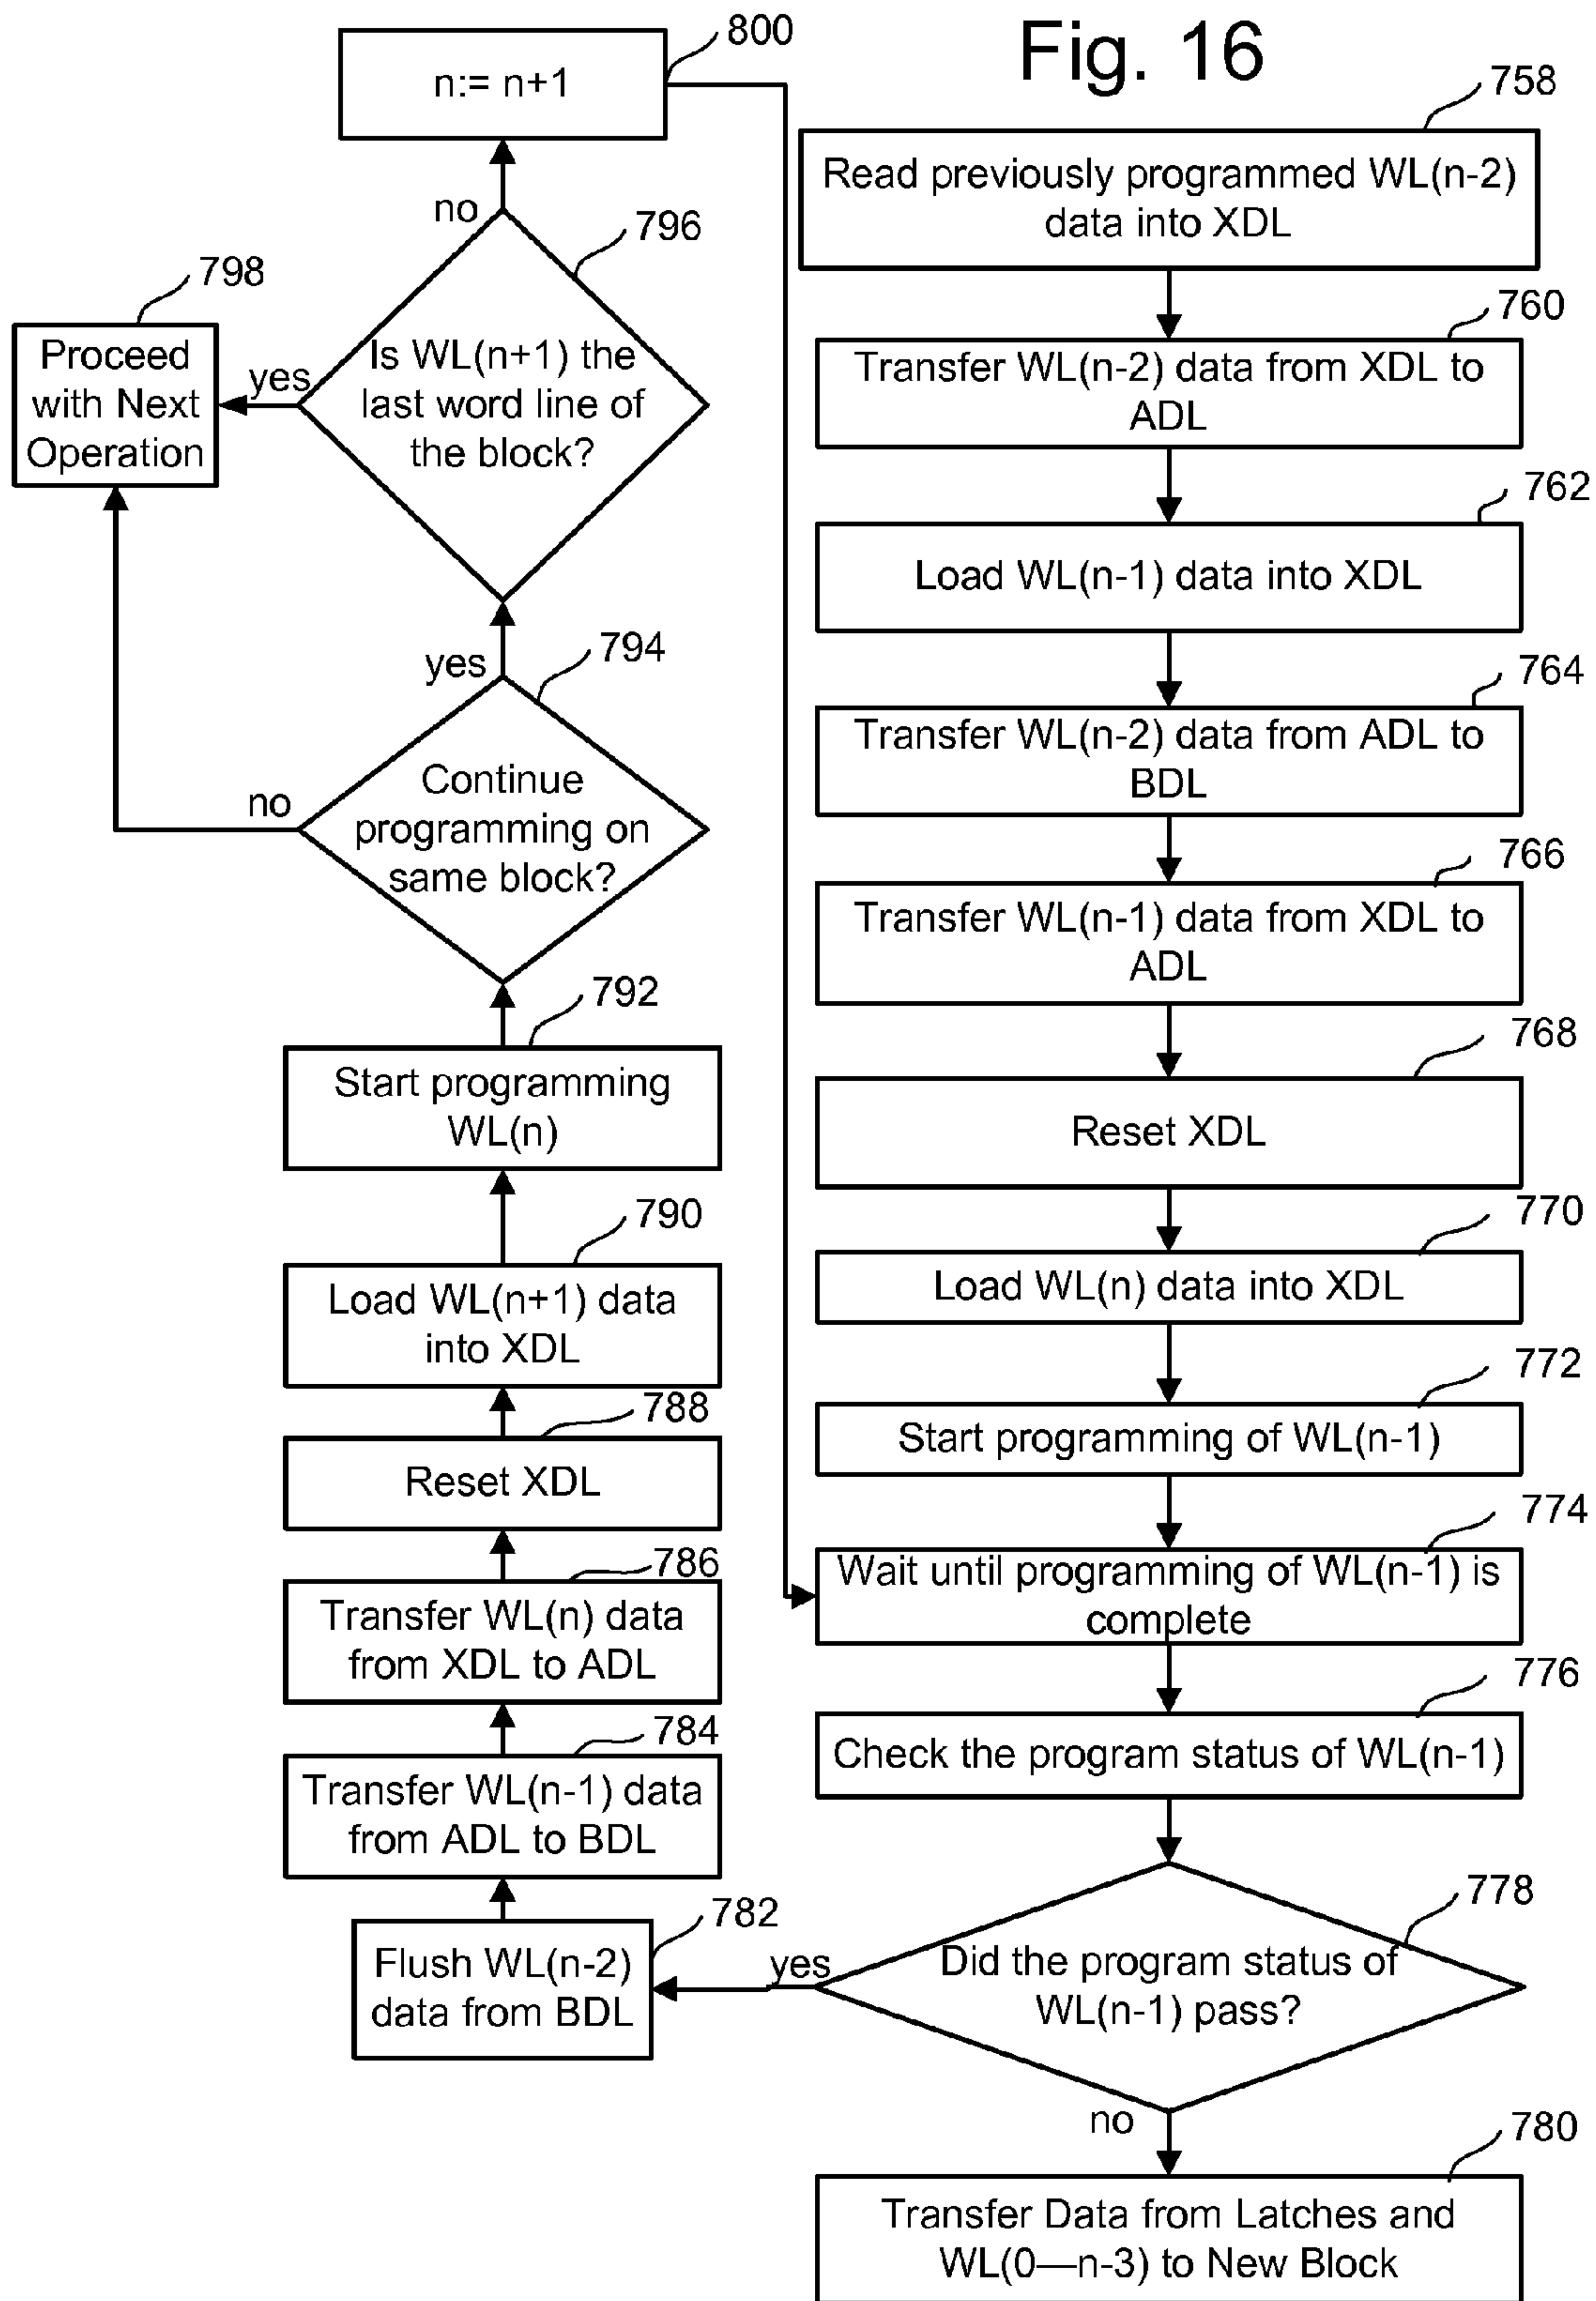 Fig. 16
800
n:= n+1
no
796
798
Proceed
with Next
Operation
yes
Is WL(n+1) the
last word line of
the block?
yes
794
no
Continue
programming on
same block?
792
Start programming
WL(n)
790
Load WL(n+1) data
into XDL
788
Reset XDL
786
Transfer WL(n) data
from XDL to ADL
784
Transfer WL(n-1) data
from ADL to BDL
782
Flush WL(n-2)
data from BDL
758
Read previously programmed WL(n-2)
data into XDL
760
Transfer WL(n-2) data from XDL to
ADL
762
Load WL(n-1) data into XDL
764
Transfer WL(n-2) data from ADL to
BDL
766
Transfer WL(n-1) data from XDL to
ADL
768
Reset XDL
770
Load WL(n) data into XDL
772
Start programming of WL(n-1)
774
Wait until programming of WL(n-1) is
complete
776
Check the program status of WL(n-1)
778
yes
Did the program status of
WL(n-1) pass?
no
780
Transfer Data from Latches and
WL(0—n-3) to New Block